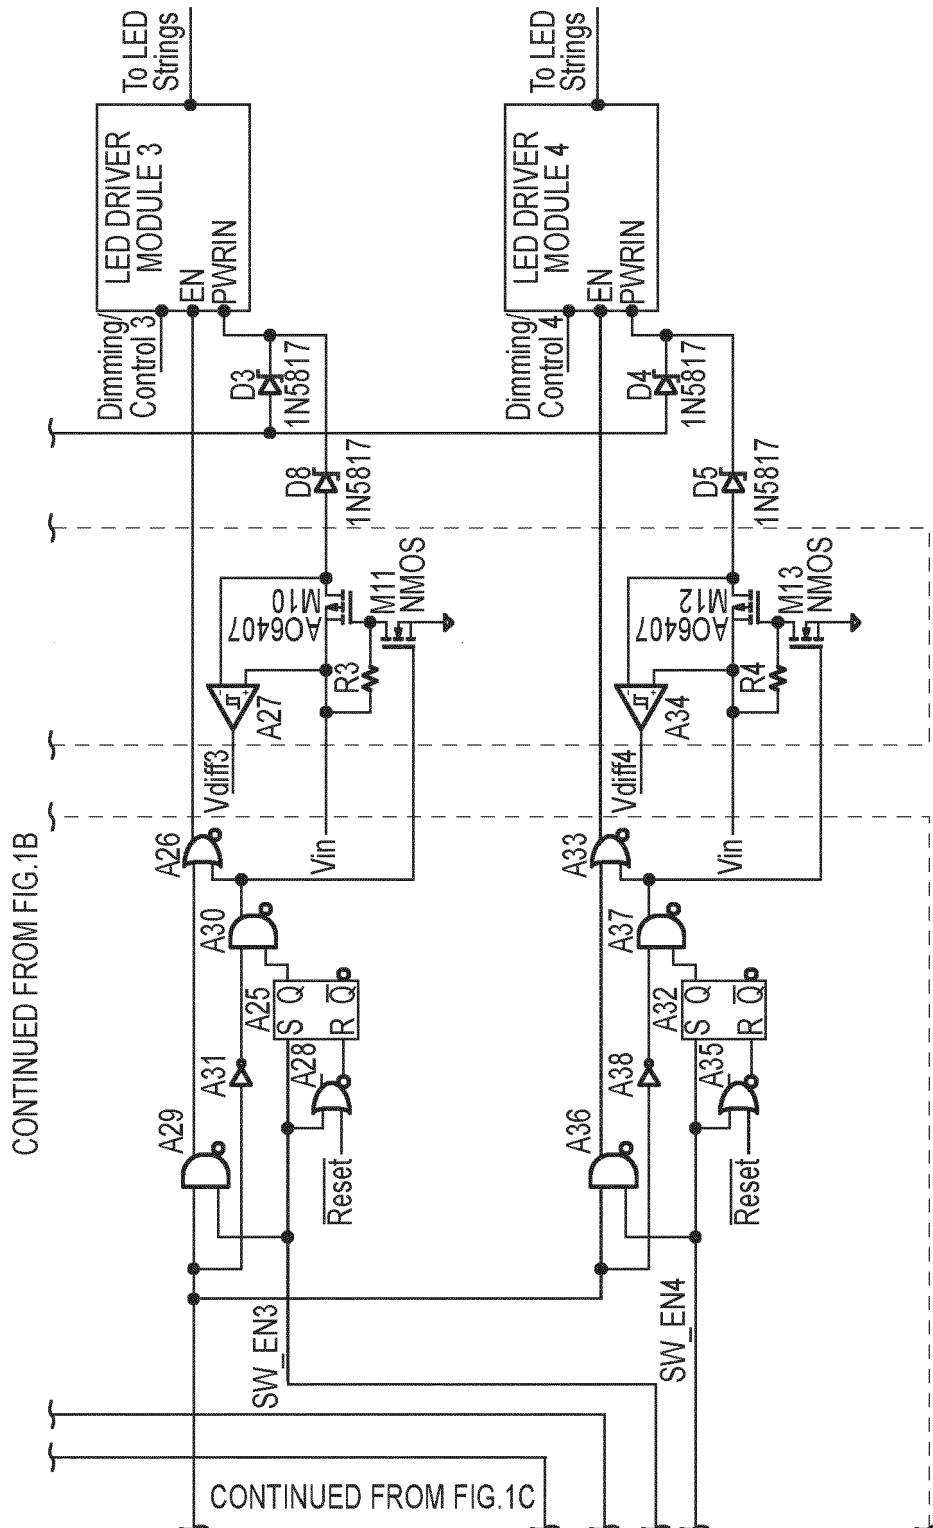 CONTINUED FROM FIG.1B
CONTINUED FROM FIG.1C
SW_EN3
A29
A31
A28
Reset
A25
S Q
R Q
A30
A26
Vin
Vdiff3
A27
- +
R3
AO6407
M10
M11
NMOS
D8
1N5817
D3
1N5817
Dimming/
Control 3
LED DRIVER
MODULE 3
EN
PWRIN
To LED
Strings
SW_EN4
A36
A38
A35
Reset
A32
S Q
R Q
A37
A33
Vin
Vdiff4
A34
- +
R4
AO6407
M12
M13
NMOS
D5
1N5817
D4
1N5817
Dimming/
Control 4
LED DRIVER
MODULE 4
EN
PWRIN
To LED
Strings